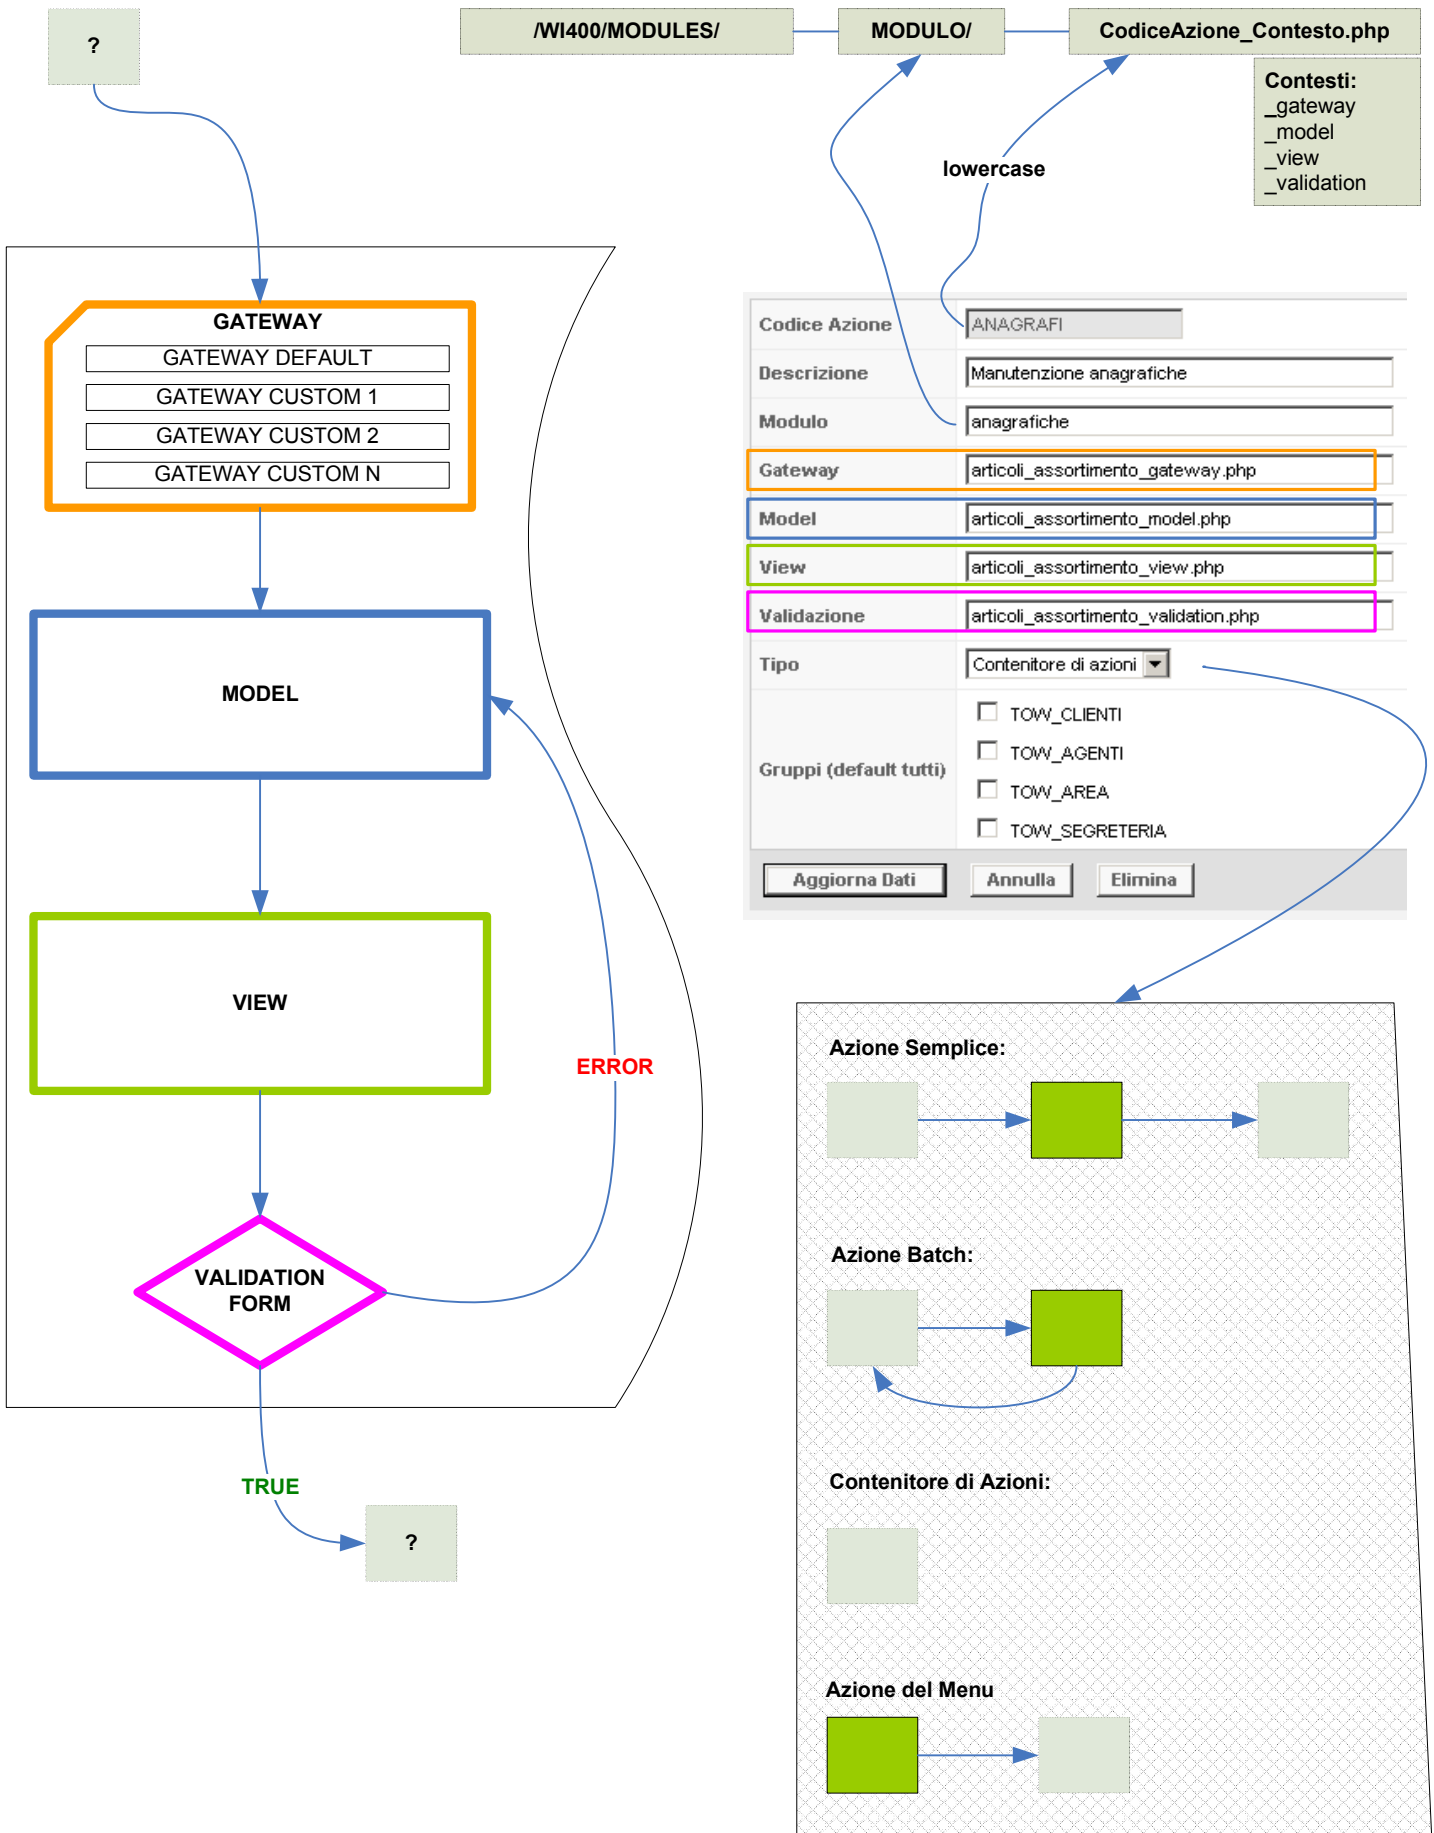 ?
/WI400/MODULES/
MODULO/
CodiceAzione_Contesto.php
Contesti:
_gateway
_model
_view
_validation
lowercase
GATEWAY
GATEWAY DEFAULT
GATEWAY CUSTOM 1
GATEWAY CUSTOM 2
GATEWAY CUSTOM N
MODEL
VIEW
ERROR
VALIDATION
FORM
TRUE
?
Codice Azione ANAGRAFI
Descrizione Manutenzione anagrafiche
Modulo anagrafiche
Gateway articoli_assortimento_gateway.php
Model articoli_assortimento_model.php
View articoli_assortimento_view.php
Validazione articoli_assortimento_validation.php
Tipo Contenitore di azioni
Gruppi (default tutti)
TOW_CLIENTI
TOW_AGENTI
TOW_AREA
TOW_SEGRETERIA
Aggiorna Dati Annulla Elimina
Azione Semplice:
Azione Batch:
Contenitore di Azioni:
Azione del Menu